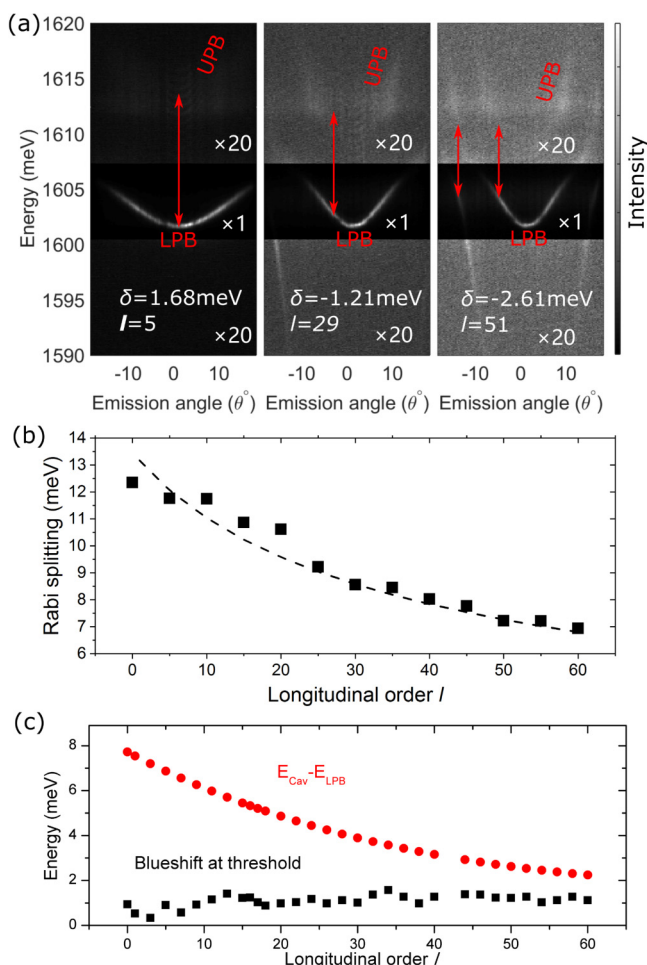 (a)
1620
1615
1610
1605
1600
1595
1590
Energy (meV)
UPB
×20
×1
LPB
δ=1.68meV
l=5
UPB
×20
×1
LPB
δ=-1.21meV
l=29
×20
UPB
×20
×1
LPB
δ=-2.61meV
l=51
×20
Intensity
-10 0 10 -10 0 10 -10 0 10
Emission angle (θ°) Emission angle (θ°) Emission angle (θ°)
(b)
14
13
12
11
10
9
8
7
6
Rabi splitting (meV)
0 10 20 30 40 50 60
Longitudinal order l
(c)
8
6
4
2
0
Energy (meV)
E_Cav-E_LPB
Blueshift at threshold
0 10 20 30 40 50 60
Longitudinal order l